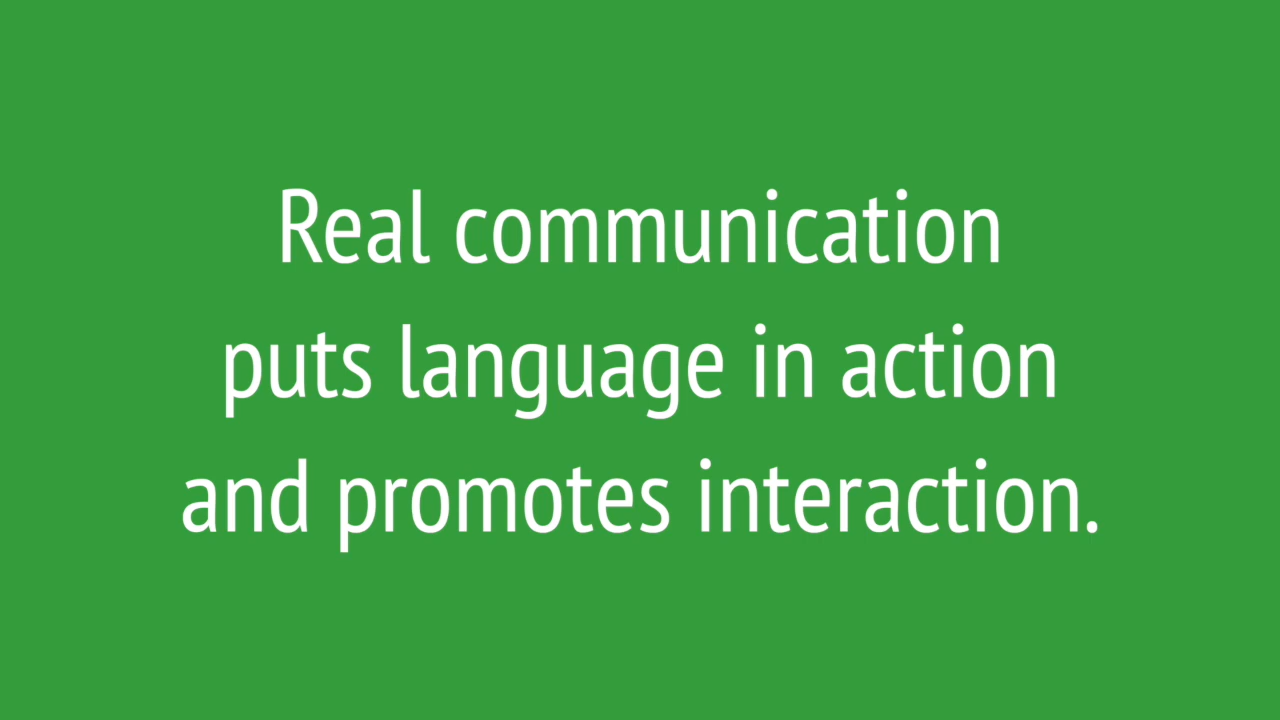 Real communication
puts language in action
and promotes interaction.